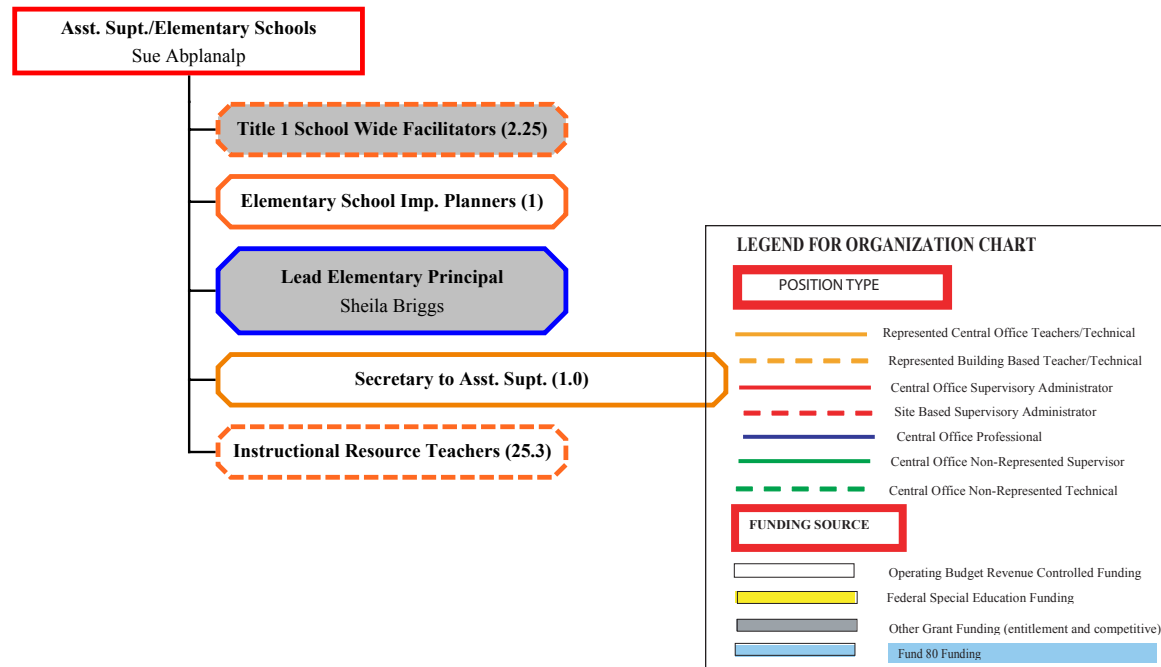 Asst. Supt./Elementary Schools
Sue Abplanalp
Title 1 School Wide Facilitators (2.25)
Elementary School Imp. Planners (1)
Lead Elementary Principal
Sheila Briggs
Secretary to Asst. Supt. (1.0)
Instructional Resource Teachers (25.3)
LEGEND FOR ORGANIZATION CHART
POSITION TYPE
Represented Central Office Teachers/Technical
Represented Building Based Teacher/Technical
Central Office Supervisory Administrator
Site Based Supervisory Administrator
Central Office Professional
Central Office Non-Represented Supervisor
Central Office Non-Represented Technical
FUNDING SOURCE
Operating Budget Revenue Controlled Funding
Federal Special Education Funding
Other Grant Funding (entitlement and competitive)
Fund 80 Funding